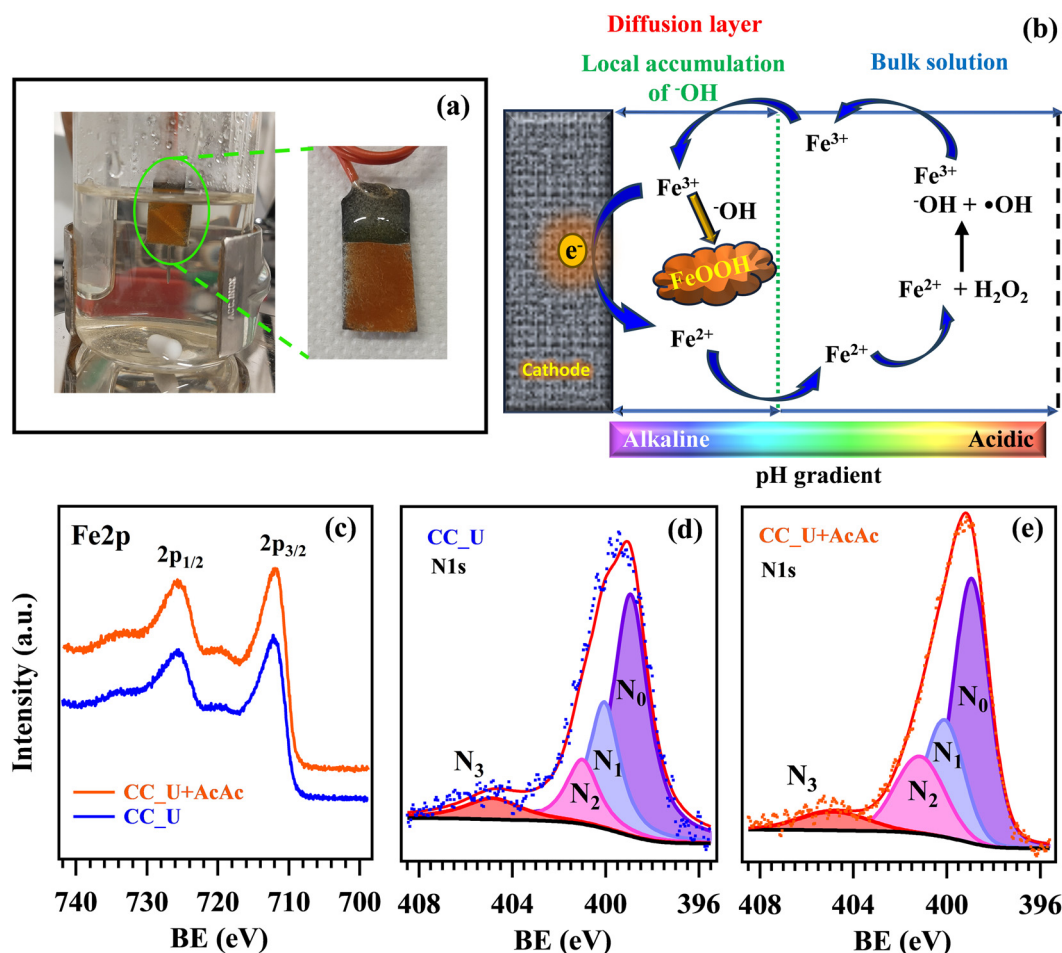 (a)
Diffusion layer
(b)
Local accumulation
of ⁻OH
Bulk solution
Fe³⁺
Fe³⁺
Fe³⁺
⁻OH
⁻OH + •OH
e⁻
FeOOH
Fe²⁺ + H₂O₂
Fe²⁺
Fe²⁺
Cathode
Alkaline
Acidic
pH gradient
Fe2p
(c)
2p₁/₂
2p₃/₂
CC_U+AcAc
CC_U
Intensity (a.u.)
740 730 720 710 700
BE (eV)
CC_U
(d)
N1s
N₀
N₁
N₂
N₃
408 404 400 396
BE (eV)
CC_U+AcAc
(e)
N1s
N₀
N₁
N₂
N₃
408 404 400 396
BE (eV)